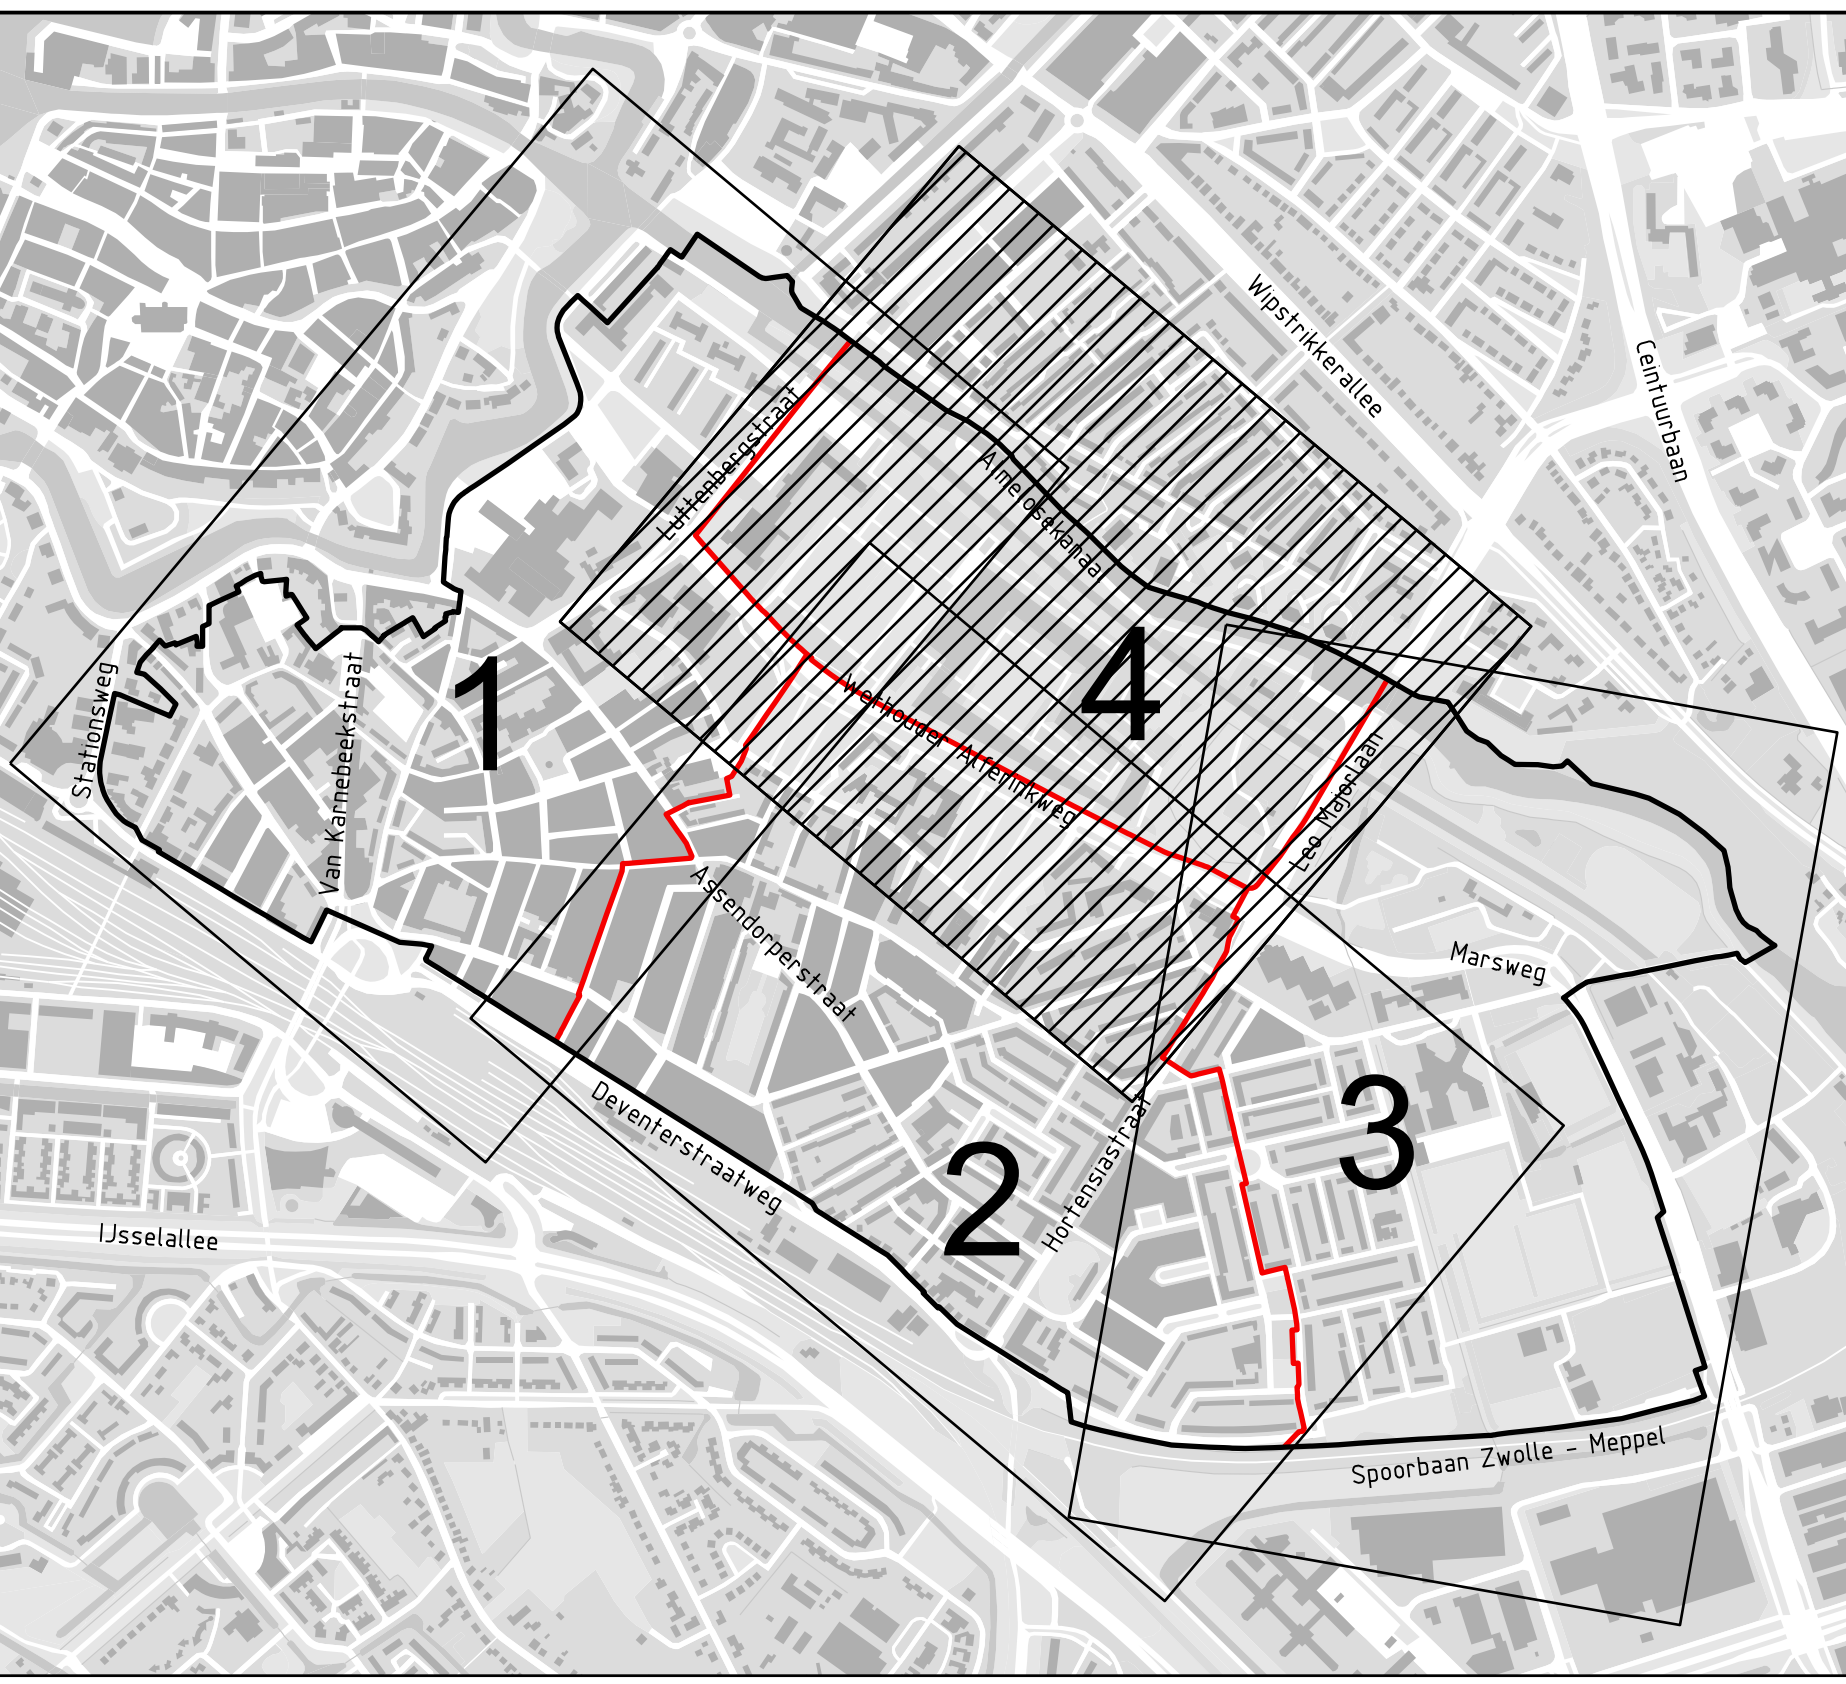 Wipstrikkerallee
Ceintuurbaan
Luttenbergstraat
Almelosekanaal
4
1
Stationsweg
Van Karnebeekstraat
Wethouder Alferinkweg
Leo Majorlaan
Assendorperstraat
Marsweg
3
2
Deventerstraatweg
Hortensiastraat
IJsselallee
Spoorbaan Zwolle - Meppel